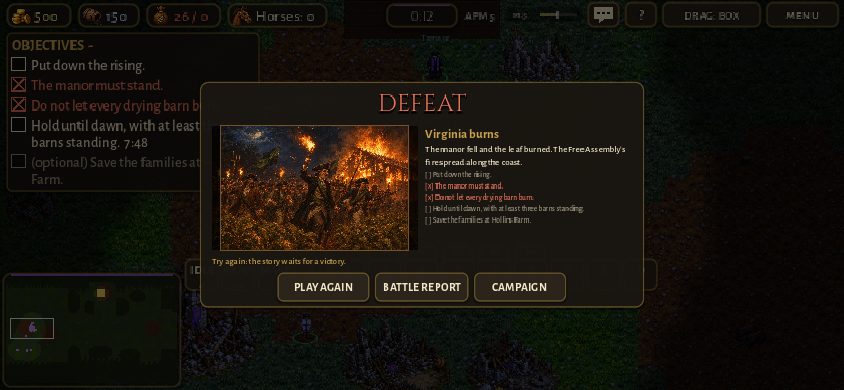 500
150
26/0
Horses: 0
0:12
APM 5
?
DRAG: BOX
MENU
OBJECTIVES -
Put down the rising.
The manor must stand.
Do not let every drying barn bu
Hold until dawn, with at least
barns standing. 7:48
(optional) Save the families at
Farm.
DEFEAT
Virginia burns
The manor fell and the leaf burned. The Free Assembly's
fires spread along the coast.
[ ] Put down the rising.
[x] The manor must stand.
[x] Do not let every drying barn burn.
[ ] Hold until dawn, with at least three barns standing.
[ ] Save the families at Hollins Farm.
Try again: the story waits for a victory.
PLAY AGAIN
BATTLE REPORT
CAMPAIGN